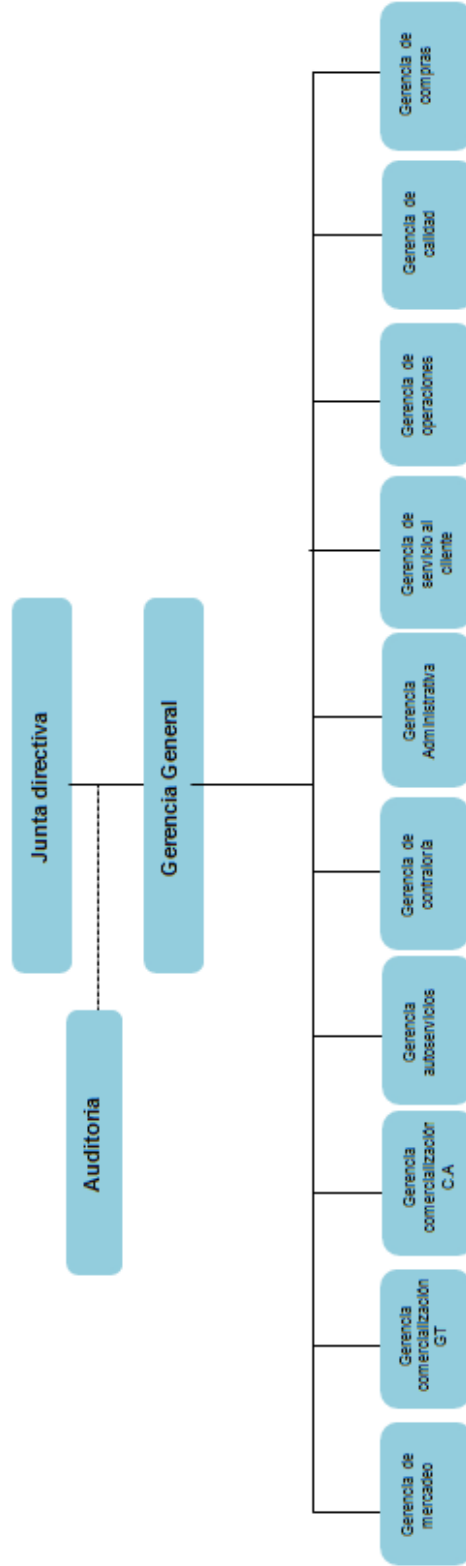 Junta directiva
Auditoria
Gerencia General
Gerencia de
mercadeo
Gerencia
comercialización
GT
Gerencia
comercialización
C.A
Gerencia
autoservicios
Gerencia de
contraloría
Gerencia
Administrativa
Gerencia de
servicio al
cliente
Gerencia de
operaciones
Gerencia de
calidad
Gerencia de
compras